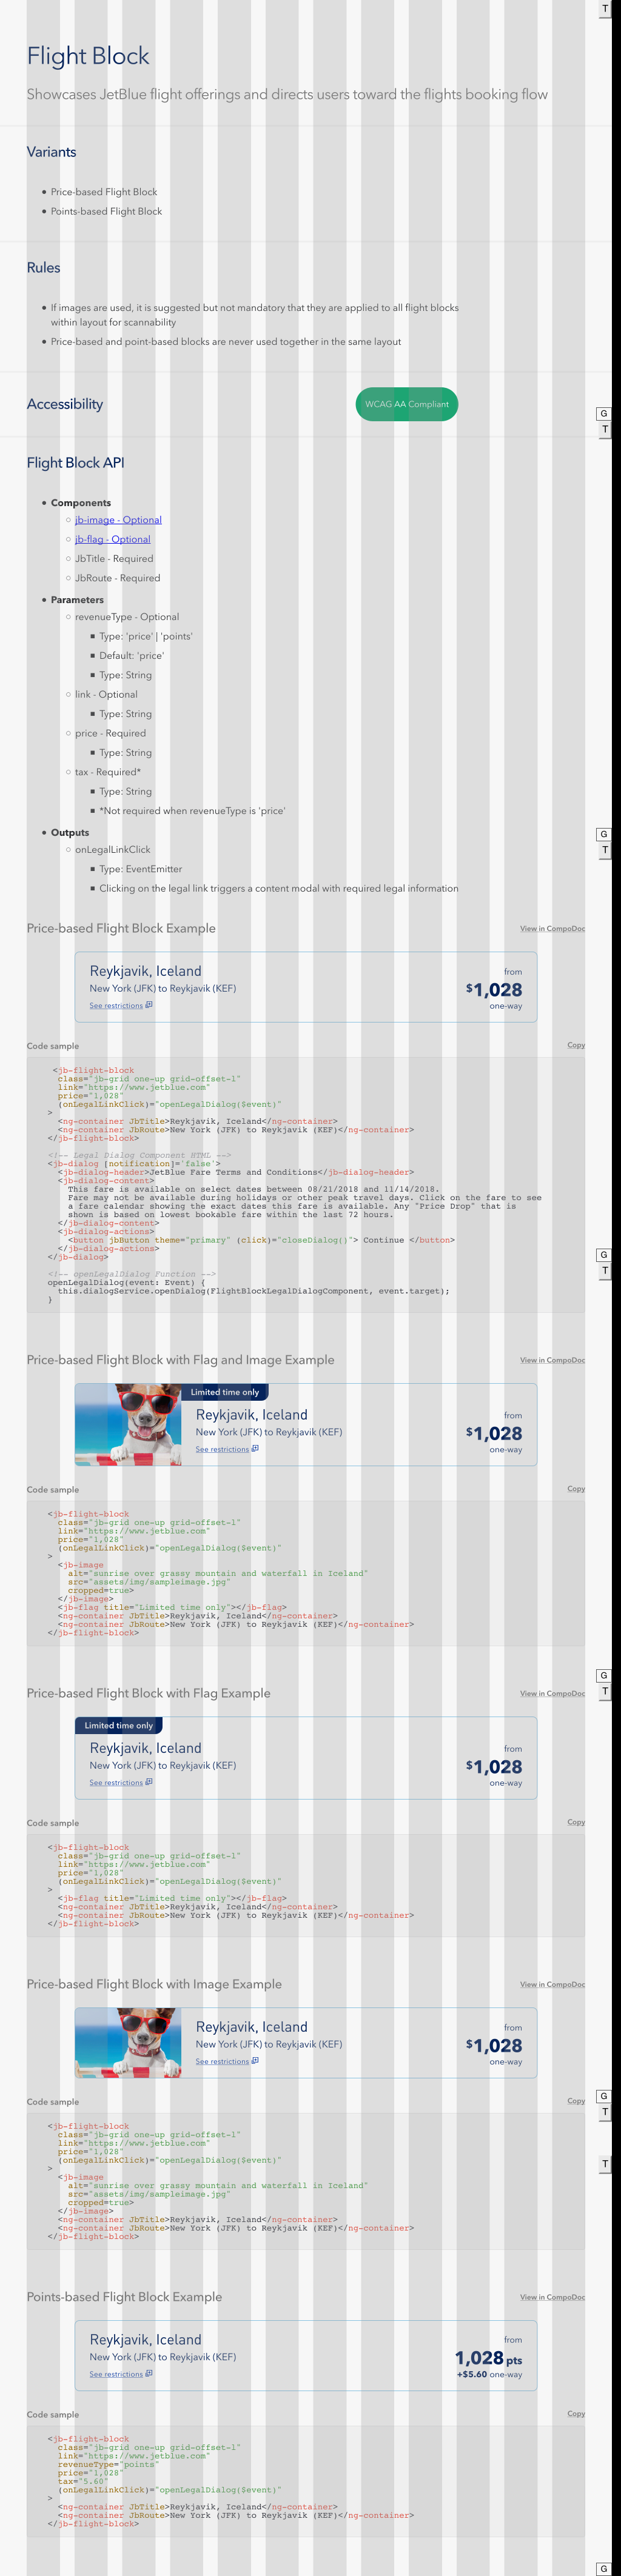 T
Flight Block
Showcases JetBlue flight offerings and directs users toward the flights booking flow
Variants
Price-based Flight Block
Points-based Flight Block
Rules
If images are used, it is suggested but not mandatory that they are applied to all flight blocks
within layout for scannability
Price-based and point-based blocks are never used together in the same layout
Accessibility
WCAG AA Compliant
G
T
Flight Block API
Components
jb-image - Optional
jb-flag - Optional
JbTitle - Required
JbRoute - Required
Parameters
revenueType - Optional
Type: 'price' | 'points'
Default: 'price'
Type: String
link - Optional
Type: String
price - Required
Type: String
tax - Required*
Type: String
*Not required when revenueType is 'price'
Outputs
G
onLegalLinkClick
T
Type: EventEmitter
Clicking on the legal link triggers a content modal with required legal information
Price-based Flight Block Example
View in CompoDoc
Reykjavik, Iceland
New York (JFK) to Reykjavik (KEF)
See restrictions
from
$1,028
one-way
Code sample
Copy
<jb-flight-block
class="jb-grid one-up grid-offset-1"
link="https://www.jetblue.com"
price="1,028"
(onLegalLinkClick)="openLegalDialog($event)"
>
<ng-container JbTitle>Reykjavik, Iceland</ng-container>
<ng-container JbRoute>New York (JFK) to Reykjavik (KEF)</ng-container>
</jb-flight-block>
<!-- Legal Dialog Component HTML -->
<jb-dialog [notification]='false'>
<jb-dialog-header>JetBlue Fare Terms and Conditions</jb-dialog-header>
<jb-dialog-content>
This fare is available on select dates between 08/21/2018 and 11/14/2018.
Fare may not be available during holidays or other peak travel days. Click on the fare to see
a fare calendar showing the exact dates this fare is available. Any "Price Drop" that is
shown is based on lowest bookable fare within the last 72 hours.
</jb-dialog-content>
<jb-dialog-actions>
<button jbButton theme="primary" (click)="closeDialog()"> Continue </button>
</jb-dialog-actions>
</jb-dialog>
G
T
<!-- openLegalDialog Function -->
openLegalDialog(event: Event) {
this.dialogService.openDialog(FlightBlockLegalDialogComponent, event.target);
}
Price-based Flight Block with Flag and Image Example
View in CompoDoc
Limited time only
Reykjavik, Iceland
New York (JFK) to Reykjavik (KEF)
See restrictions
from
$1,028
one-way
Code sample
Copy
<jb-flight-block
class="jb-grid one-up grid-offset-1"
link="https://www.jetblue.com"
price="1,028"
(onLegalLinkClick)="openLegalDialog($event)"
>
<jb-image
alt="sunrise over grassy mountain and waterfall in Iceland"
src="assets/img/sampleimage.jpg"
cropped=true>
</jb-image>
<jb-flag title="Limited time only"></jb-flag>
<ng-container JbTitle>Reykjavik, Iceland</ng-container>
<ng-container JbRoute>New York (JFK) to Reykjavik (KEF)</ng-container>
</jb-flight-block>
G
T
Price-based Flight Block with Flag Example
View in CompoDoc
Limited time only
Reykjavik, Iceland
New York (JFK) to Reykjavik (KEF)
See restrictions
from
$1,028
one-way
Code sample
Copy
<jb-flight-block
class="jb-grid one-up grid-offset-1"
link="https://www.jetblue.com"
price="1,028"
(onLegalLinkClick)="openLegalDialog($event)"
>
<jb-flag title="Limited time only"></jb-flag>
<ng-container JbTitle>Reykjavik, Iceland</ng-container>
<ng-container JbRoute>New York (JFK) to Reykjavik (KEF)</ng-container>
</jb-flight-block>
Price-based Flight Block with Image Example
View in CompoDoc
Reykjavik, Iceland
New York (JFK) to Reykjavik (KEF)
See restrictions
from
$1,028
one-way
G
Code sample
Copy
T
<jb-flight-block
class="jb-grid one-up grid-offset-1"
link="https://www.jetblue.com"
price="1,028"
(onLegalLinkClick)="openLegalDialog($event)"
>
T
<jb-image
alt="sunrise over grassy mountain and waterfall in Iceland"
src="assets/img/sampleimage.jpg"
cropped=true>
</jb-image>
<ng-container JbTitle>Reykjavik, Iceland</ng-container>
<ng-container JbRoute>New York (JFK) to Reykjavik (KEF)</ng-container>
</jb-flight-block>
Points-based Flight Block Example
View in CompoDoc
Reykjavik, Iceland
New York (JFK) to Reykjavik (KEF)
See restrictions
from
1,028 pts
+$5.60 one-way
Code sample
Copy
<jb-flight-block
class="jb-grid one-up grid-offset-1"
link="https://www.jetblue.com"
revenueType="points"
price="1,028"
tax="5.60"
(onLegalLinkClick)="openLegalDialog($event)"
>
<ng-container JbTitle>Reykjavik, Iceland</ng-container>
<ng-container JbRoute>New York (JFK) to Reykjavik (KEF)</ng-container>
</jb-flight-block>
G